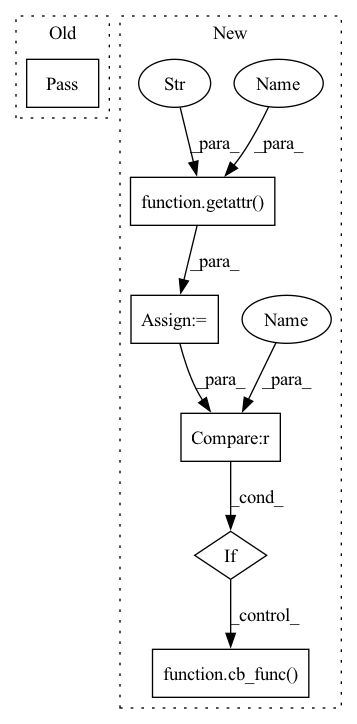 Old
New
Pass
Str
Name
_para_
_para_
function.getattr()
_para_
Assign:=
Name
_para_
_para_
Compare:r
_cond_
If
_control_
function.cb_func()